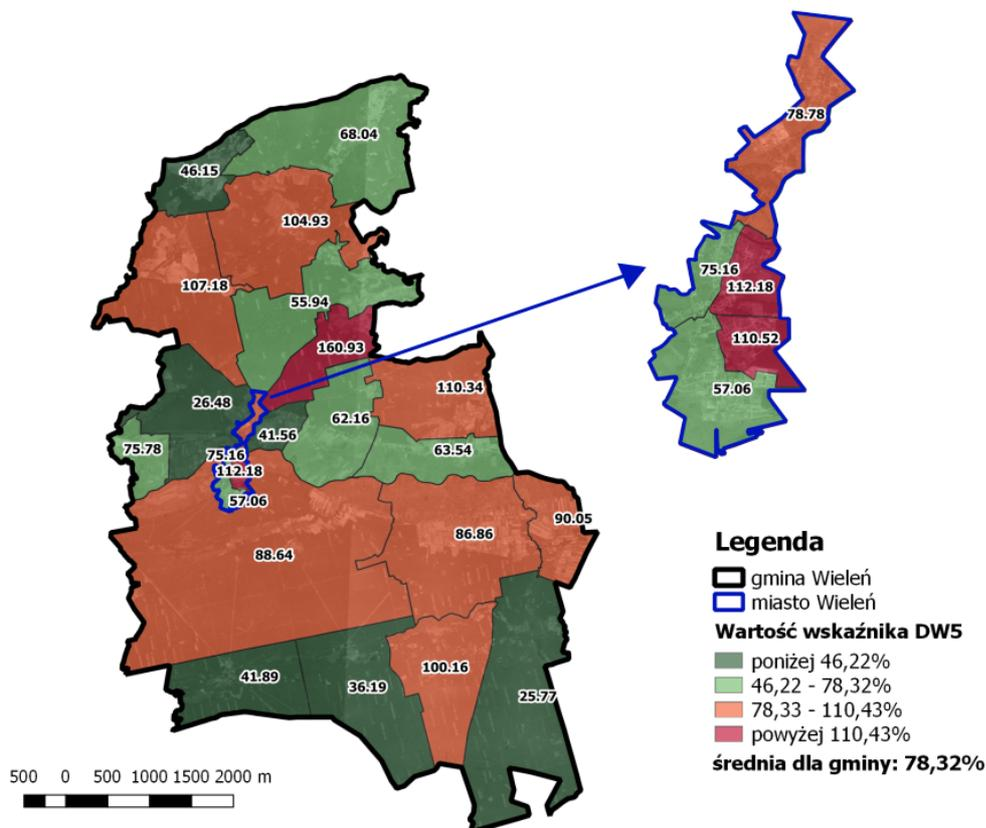 78.78
68.04
46.15
104.93
75.16
107.18
112.18
55.94
110.52
160.93
57.06
110.34
26.48
62.16
41.56
75.78
63.54
75.16
112.18
57.06
90.05
86.86
88.64
100.16
41.89
36.19
25.77
Legenda
gmina Wieleń
miasto Wieleń
Wartość wskaźnika DW5
poniżej 46,22%
46,22 - 78,32%
78,33 - 110,43%
powyżej 110,43%
średnia dla gminy: 78,32%
500 0 500 1000 1500 2000 m